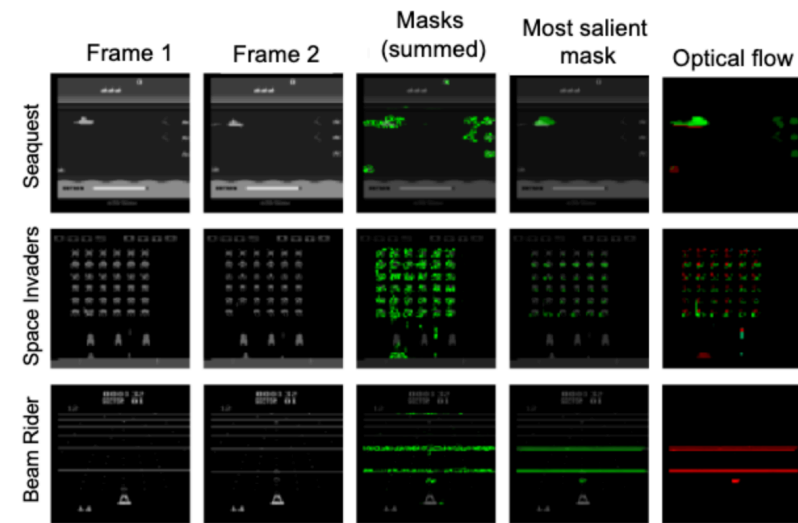 Frame 1
Frame 2
Masks
(summed)
Most salient
mask
Optical flow
Seaquest
Space Invaders
Beam Rider